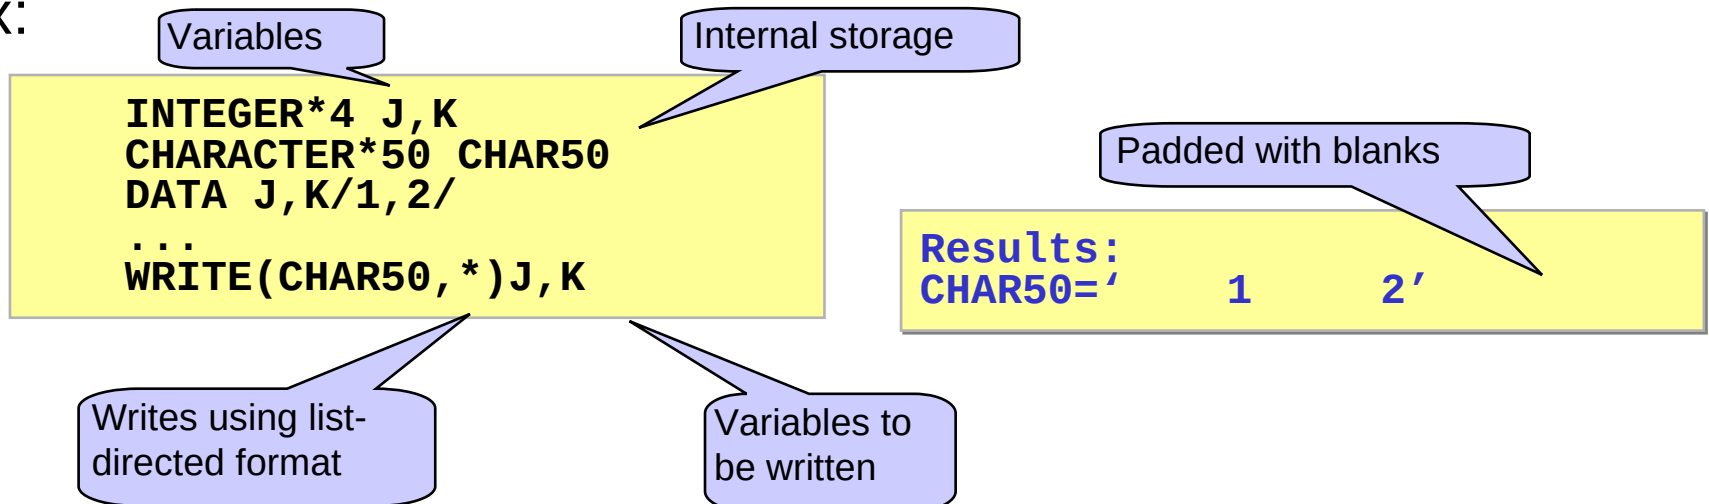 x:
Variables
Internal storage
INTEGER*4 J,K
CHARACTER*50 CHAR50
DATA J,K/1,2/
...
WRITE(CHAR50,*)J,K
Padded with blanks
Results:
CHAR50=‘    1     2’
Writes using list-
directed format
Variables to
be written